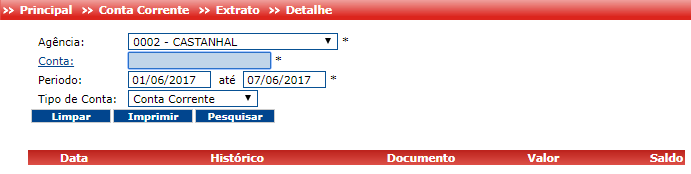 >> Principal >> Conta Corrente >> Extrato >> Detalhe
Agência: 0002 - CASTANHAL *
Conta: *
Periodo: 01/06/2017 até 07/06/2017 *
Tipo de Conta: Conta Corrente
Limpar Imprimir Pesquisar
Data Histórico Documento Valor Saldo